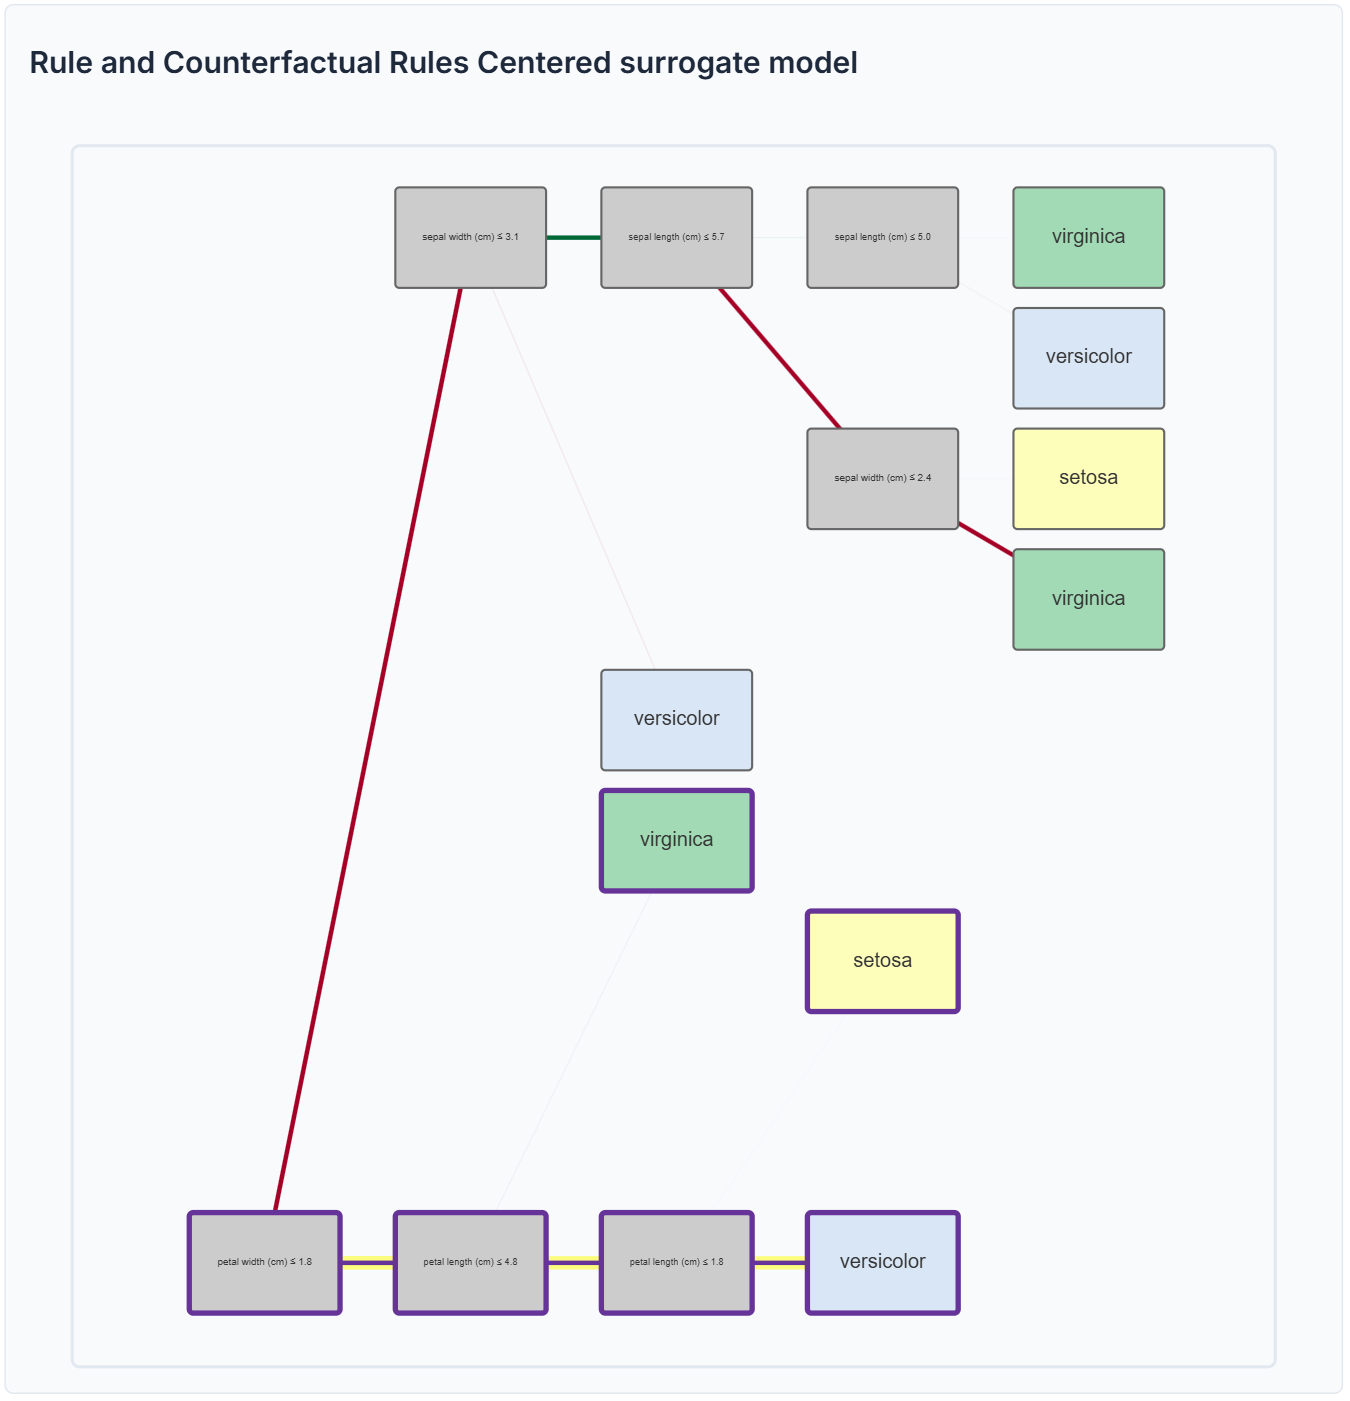 Rule and Counterfactual Rules Centered surrogate model
sepal width (cm) ≤ 3.1
sepal length (cm) ≤ 5.7
sepal length (cm) ≤ 5.0
virginica
versicolor
sepal width (cm) ≤ 2.4
setosa
virginica
versicolor
virginica
setosa
petal width (cm) ≤ 1.8
petal length (cm) ≤ 4.8
petal length (cm) ≤ 1.8
versicolor